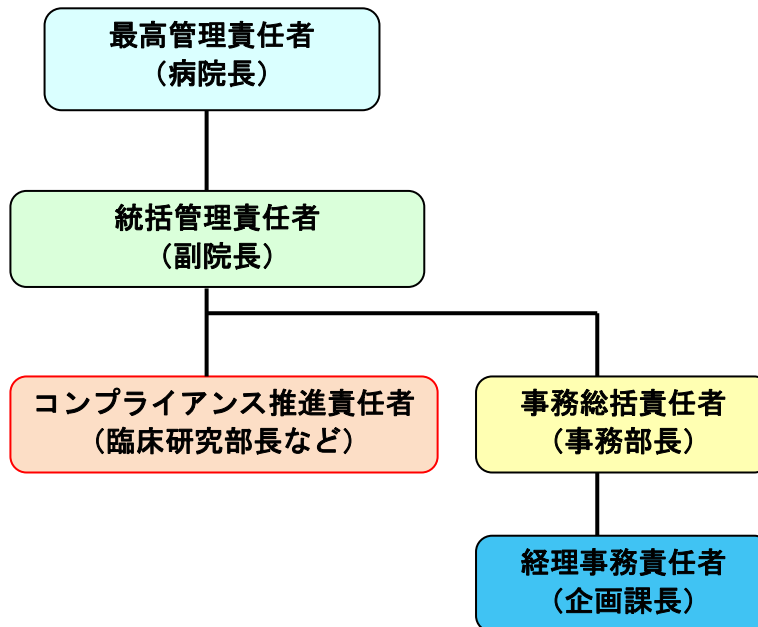 最高管理責任者
（病院長）
統括管理責任者
（副院長）
コンプライアンス推進責任者
（臨床研究部長など）
事務総括責任者
（事務部長）
経理事務責任者
（企画課長）